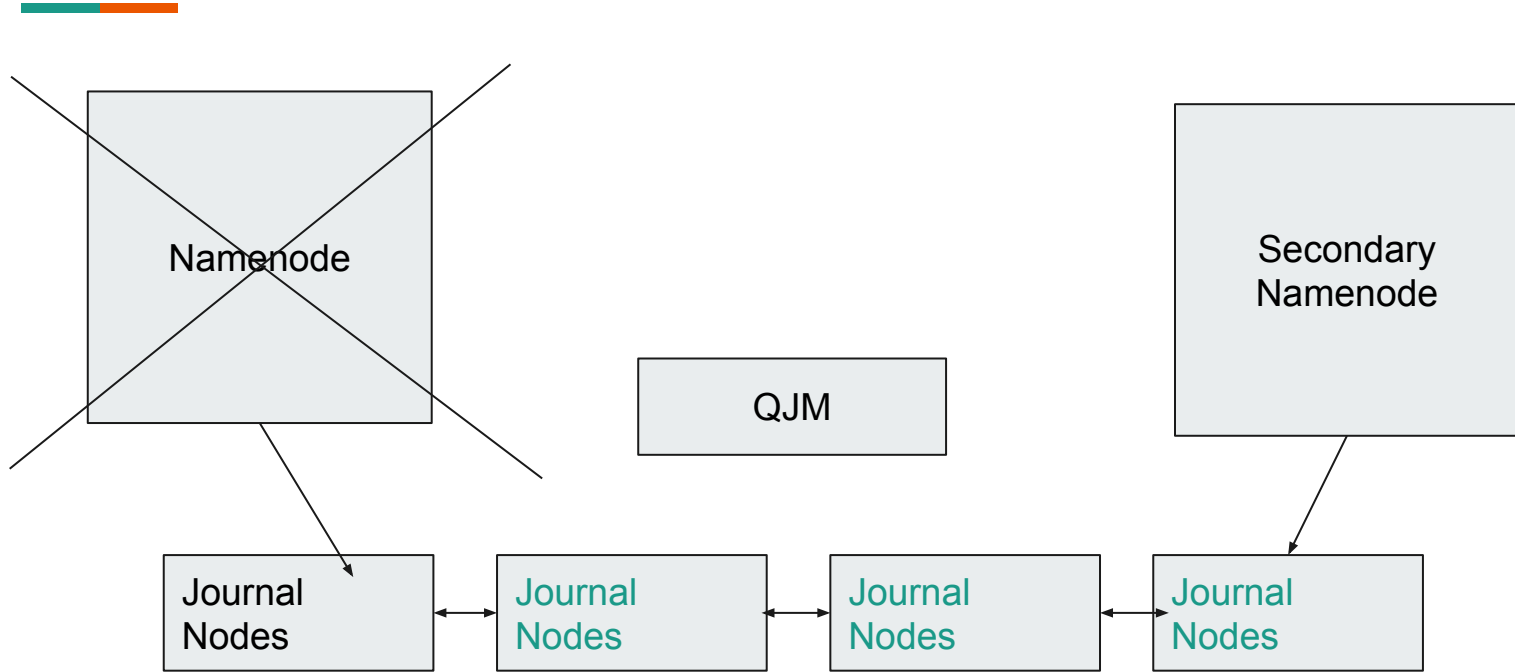 Namenode
Secondary
Namenode
QJM
Journal
Nodes
Journal
Nodes
Journal
Nodes
Journal
Nodes